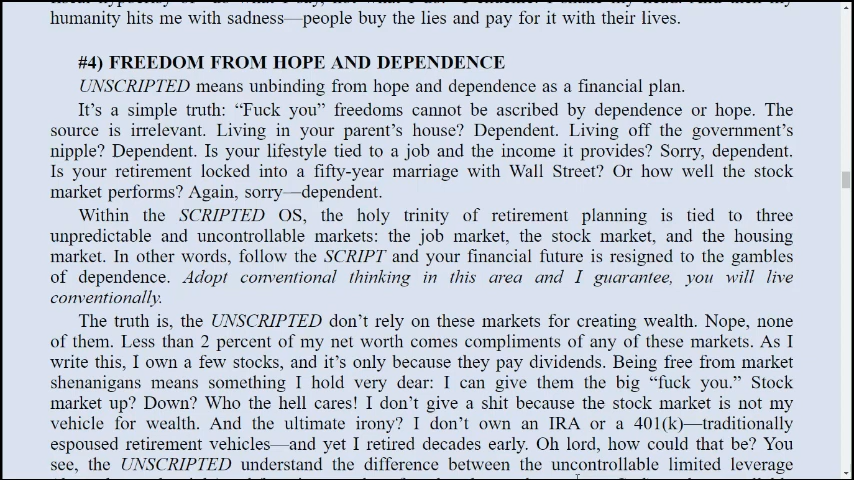 humanity hits me with sadness—people buy the lies and pay for it with their lives.
#4) FREEDOM FROM HOPE AND DEPENDENCE
UNSCRIPTED means unbinding from hope and dependence as a financial plan.
It's a simple truth: “Fuck you” freedoms cannot be ascribed by dependence or hope. The
source is irrelevant. Living in your parent's house? Dependent. Living off the government's
nipple? Dependent. Is your lifestyle tied to a job and the income it provides? Sorry, dependent.
Is your retirement locked into a fifty-year marriage with Wall Street? Or how well the stock
market performs? Again, sorry—dependent.
Within the SCRIPTED OS, the holy trinity of retirement planning is tied to three
unpredictable and uncontrollable markets: the job market, the stock market, and the housing
market. In other words, follow the SCRIPT and your financial future is resigned to the gambles
of dependence. Adopt conventional thinking in this area and I guarantee, you will live
conventionally.
The truth is, the UNSCRIPTED don't rely on these markets for creating wealth. Nope, none
of them. Less than 2 percent of my net worth comes compliments of any of these markets. As I
write this, I own a few stocks, and it's only because they pay dividends. Being free from market
shenanigans means something I hold very dear: I can give them the big “fuck you.” Stock
market up? Down? Who the hell cares! I don't give a shit because the stock market is not my
vehicle for wealth. And the ultimate irony? I don't own an IRA or a 401(k)—traditionally
espoused retirement vehicles—and yet I retired decades early. Oh lord, how could that be? You
see, the UNSCRIPTED understand the difference between the uncontrollable limited leverage